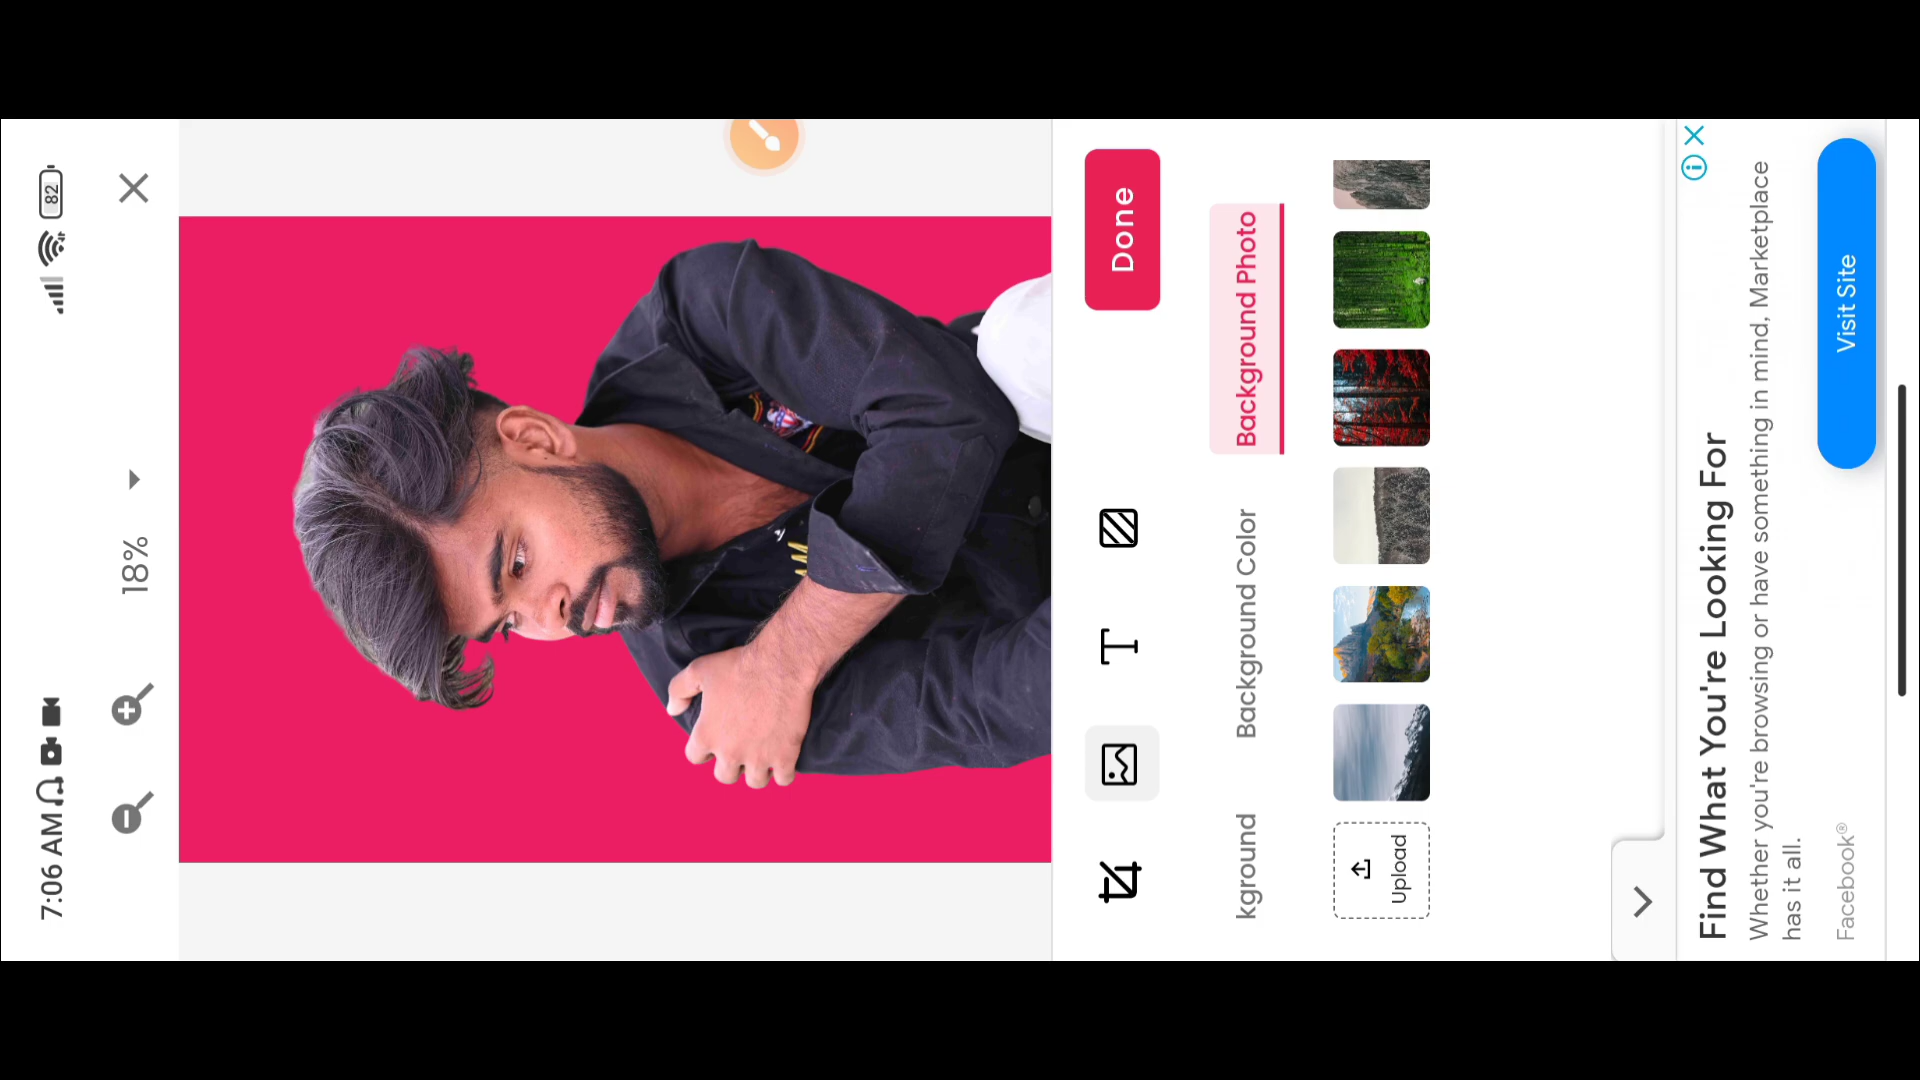 7:06 AM
82
18%
Done
kground
Background Color
Background Photo
Upload
Find What You're Looking For
Whether you're browsing or have something in mind, Marketplace
has it all.
Facebook®
Visit Site